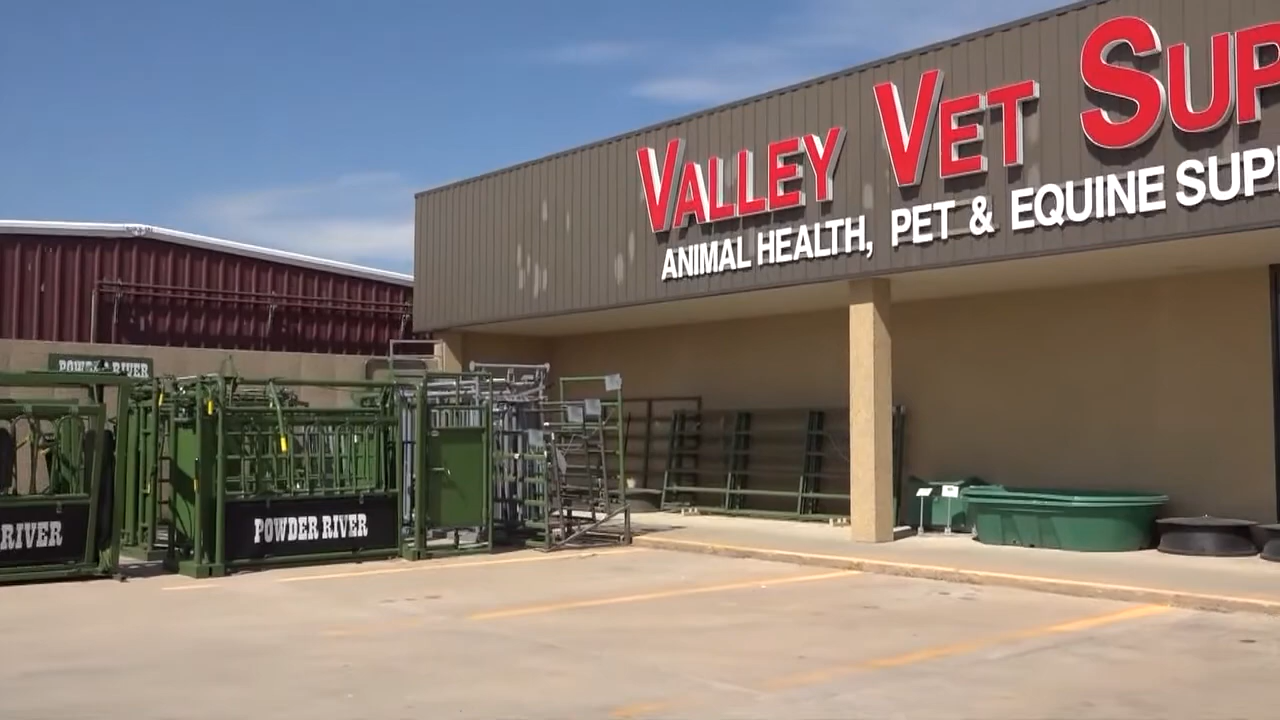 VALLEY VET SUP
ANIMAL HEALTH, PET & EQUINE SUP
POWDER RIVER
RIVER
POWDER RIVER